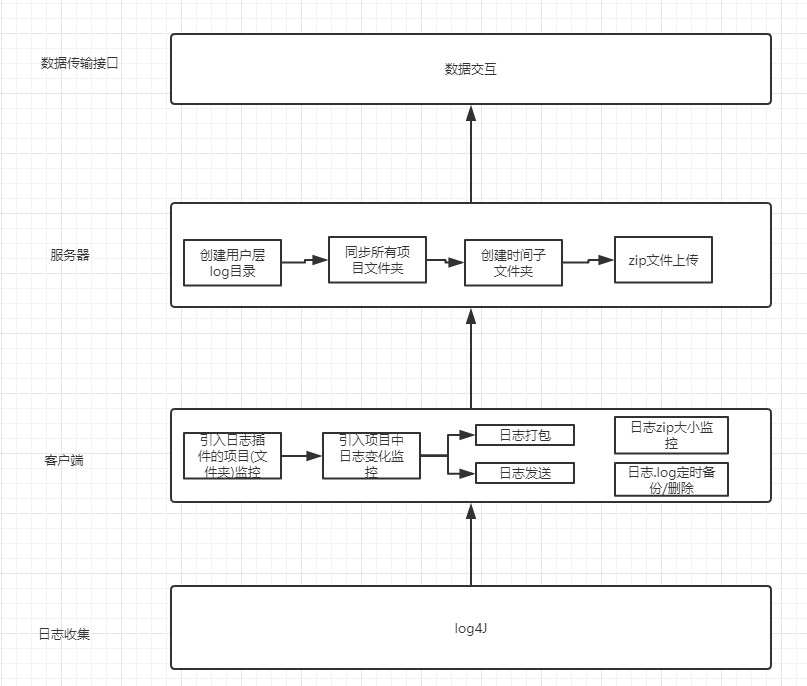 数据传输接口
数据交互
服务器
创建用户层
log目录
同步所有项
目文件夹
创建时间子
文件夹
zip文件上传
客户端
引入日志插
件的项目(文
件夹)监控
引入项目中
日志变化监
控
日志打包
日志发送
日志zip大小监
控
日志.log定时备
份/删除
日志收集
log4J